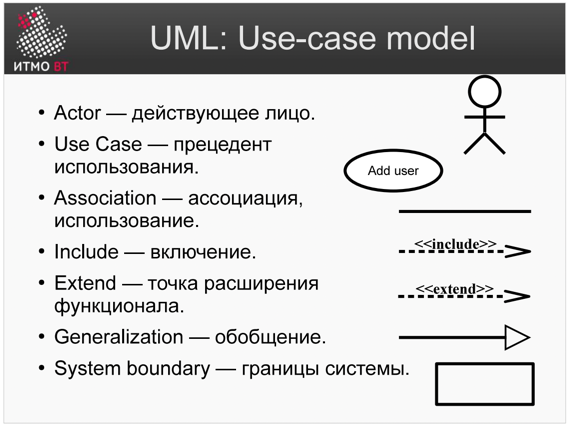 ИТМО ВТ
UML: Use-case model
• Actor — действующее лицо.
• Use Case — прецедент
использования.
Add user
• Association — ассоциация,
использование.
• Include — включение.
<<include>>
• Extend — точка расширения
функционала.
<<extend>>
• Generalization — обобщение.
• System boundary — границы системы.